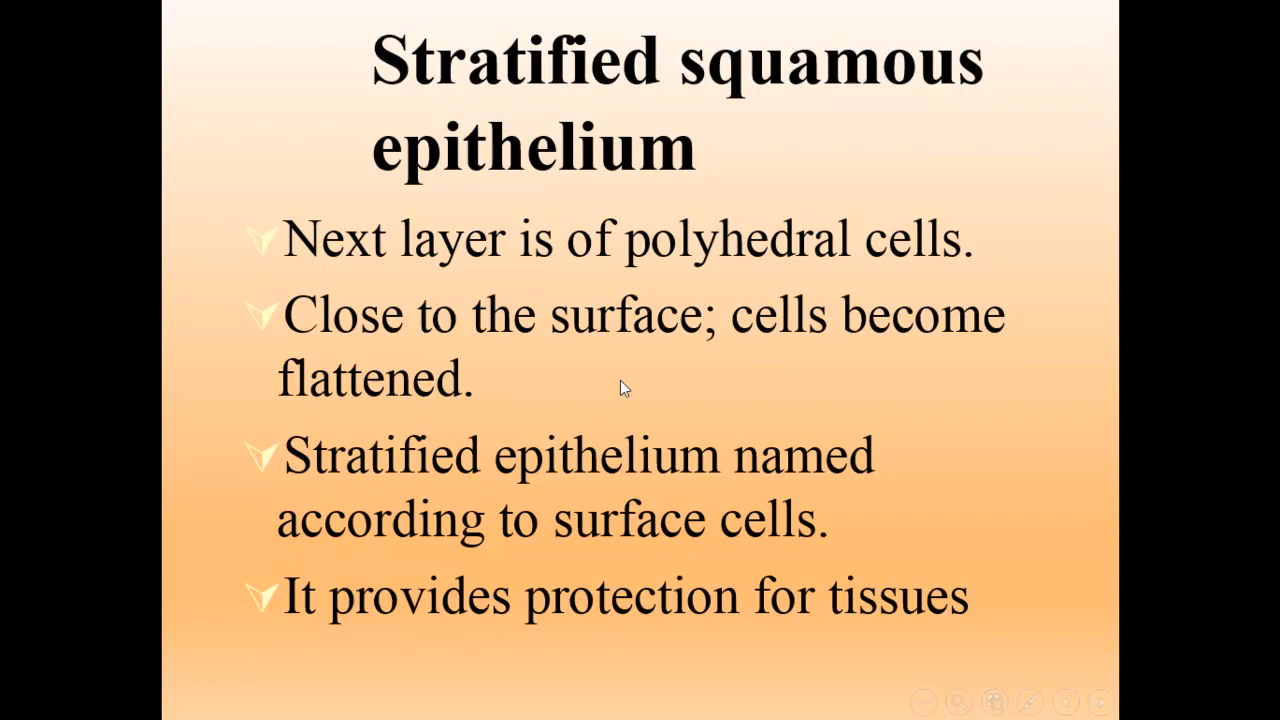 Stratified squamous
epithelium
Next layer is of polyhedral cells.
Close to the surface; cells become
flattened.
Stratified epithelium named
according to surface cells.
It provides protection for tissues